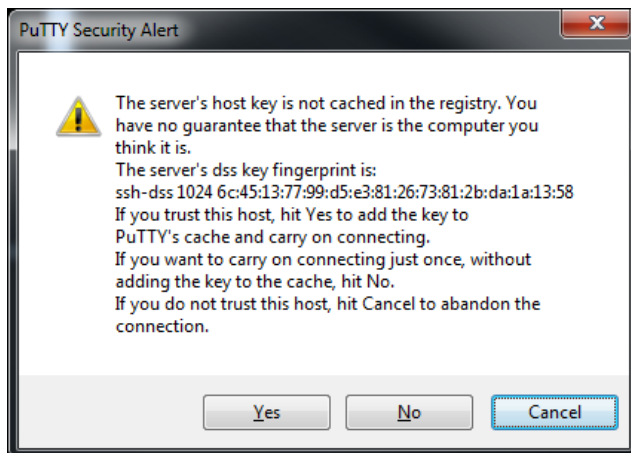 PuTTY Security Alert
The server's host key is not cached in the registry. You
have no guarantee that the server is the computer you
think it is.
The server's dss key fingerprint is:
ssh-dss 1024 6c:45:13:77:99:d5:e3:81:26:73:81:2b:da:1a:13:58
If you trust this host, hit Yes to add the key to
PuTTY's cache and carry on connecting.
If you want to carry on connecting just once, without
adding the key to the cache, hit No.
If you do not trust this host, hit Cancel to abandon the
connection.
Yes No Cancel